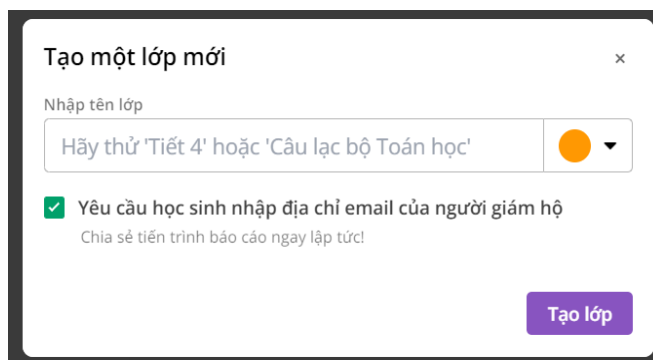 Tạo một lớp mới
×
Nhập tên lớp
Hãy thử 'Tiết 4' hoặc 'Câu lạc bộ Toán học'
Yêu cầu học sinh nhập địa chỉ email của người giám hộ
Chia sẻ tiến trình báo cáo ngay lập tức!
Tạo lớp